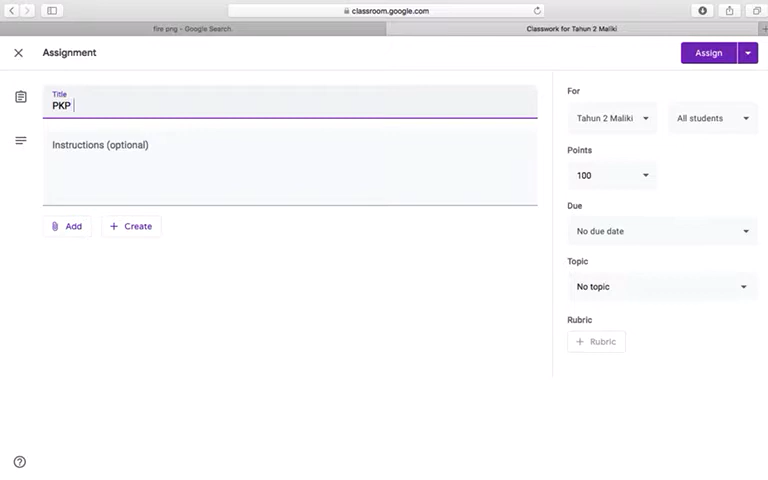 classroom.google.com
fire png - Google Search
Classwork for Tahun 2 Maliki
Assignment
Assign
Title
PKP
Instructions (optional)
Add
Create
For
Tahun 2 Maliki
All students
Points
100
Due
No due date
Topic
No topic
Rubric
Rubric